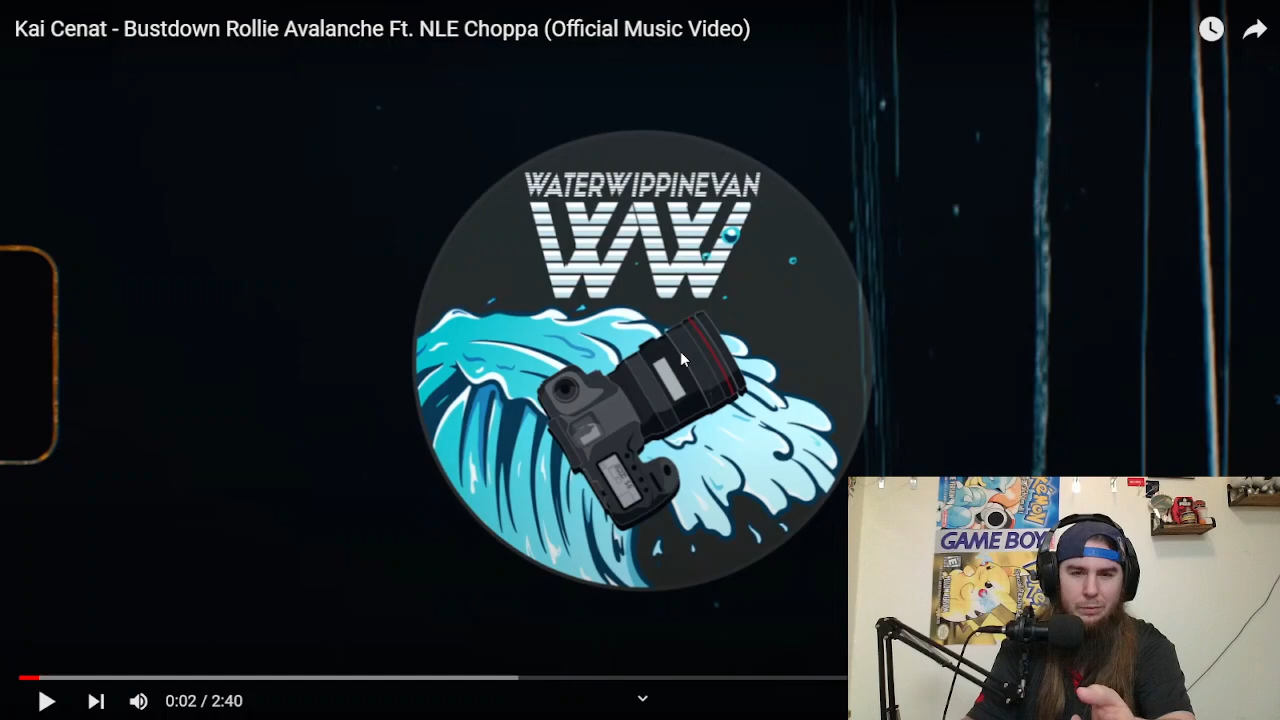 Kai Cenat - Bustdown Rollie Avalanche Ft. NLE Choppa (Official Music Video)
WATERWIPPINEVAN
WW
GAME BOY
0:02 / 2:40